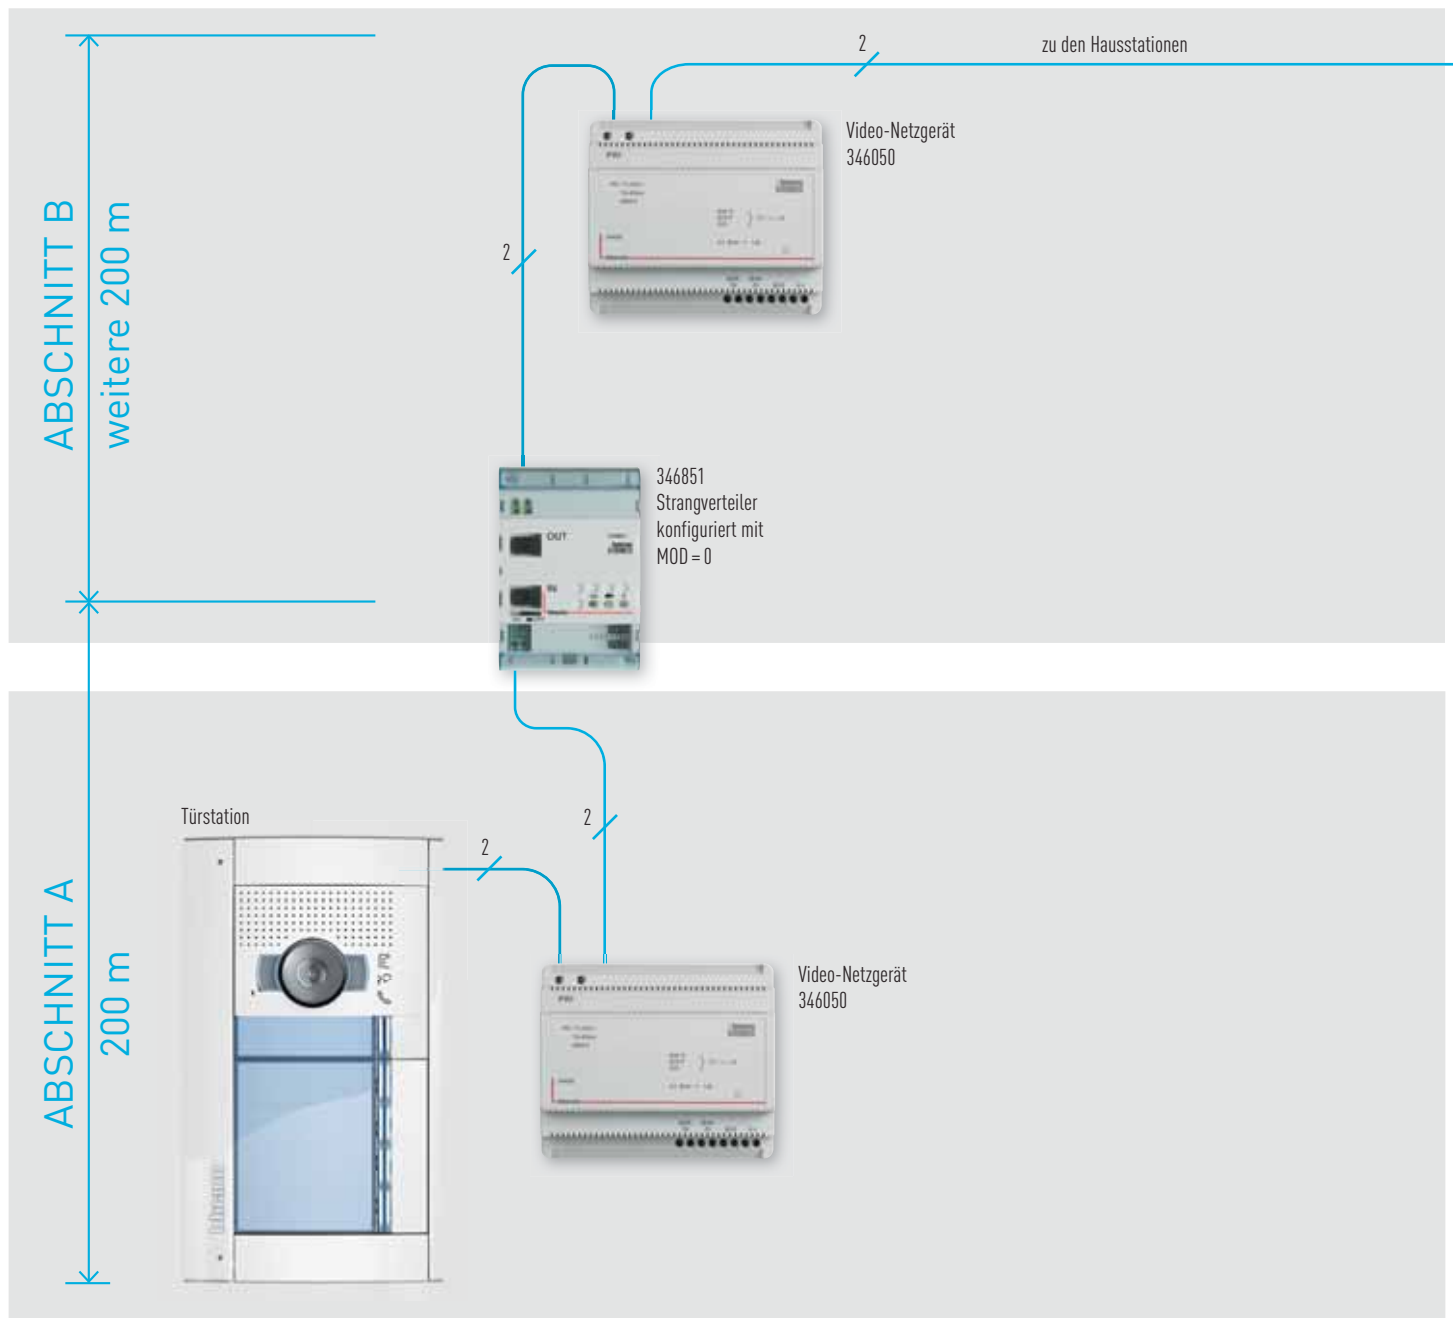 2
zu den Hausstationen
Video-Netzgerät
346050
ABSCHNITT B
weitere 200 m
2
346851
Strangverteiler
konfiguriert mit
MOD = 0
OUT
IN
Türstation
2
2
ABSCHNITT A
200 m
Video-Netzgerät
346050